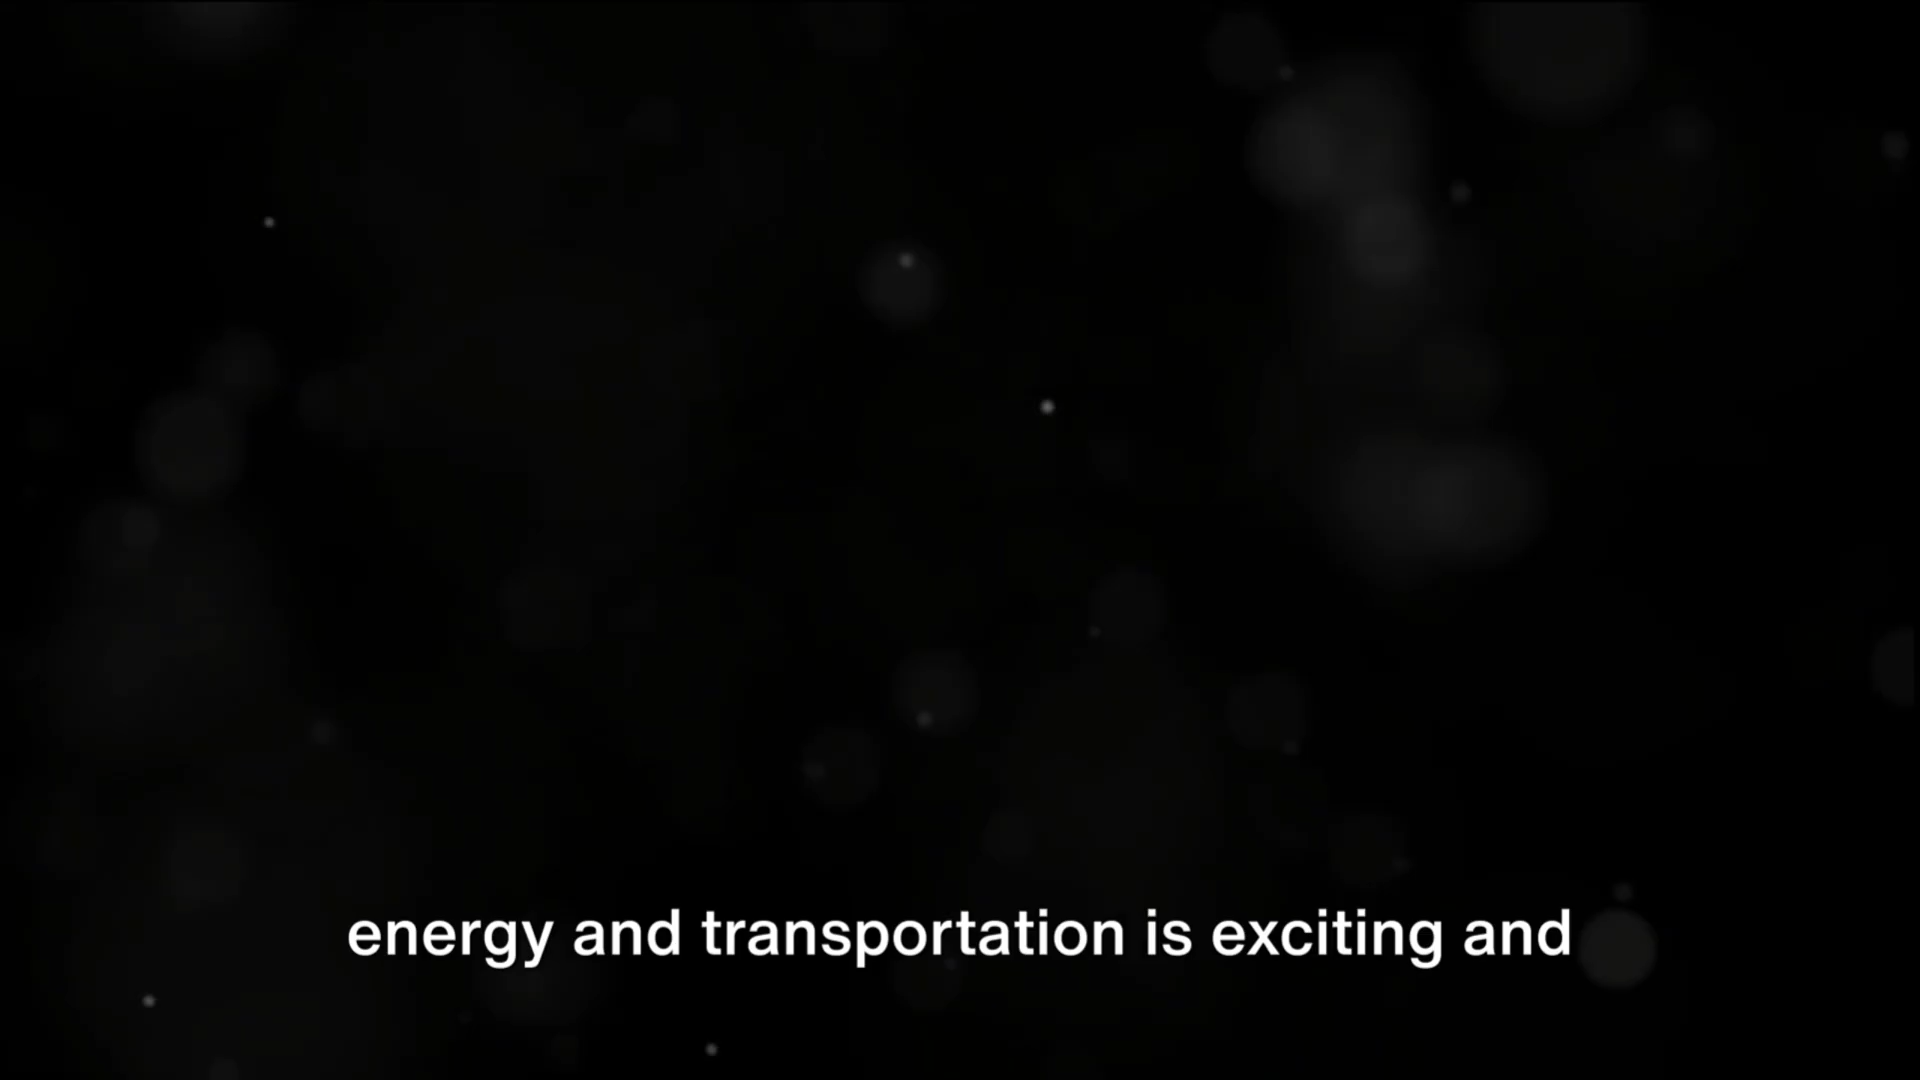 energy and transportation is exciting and